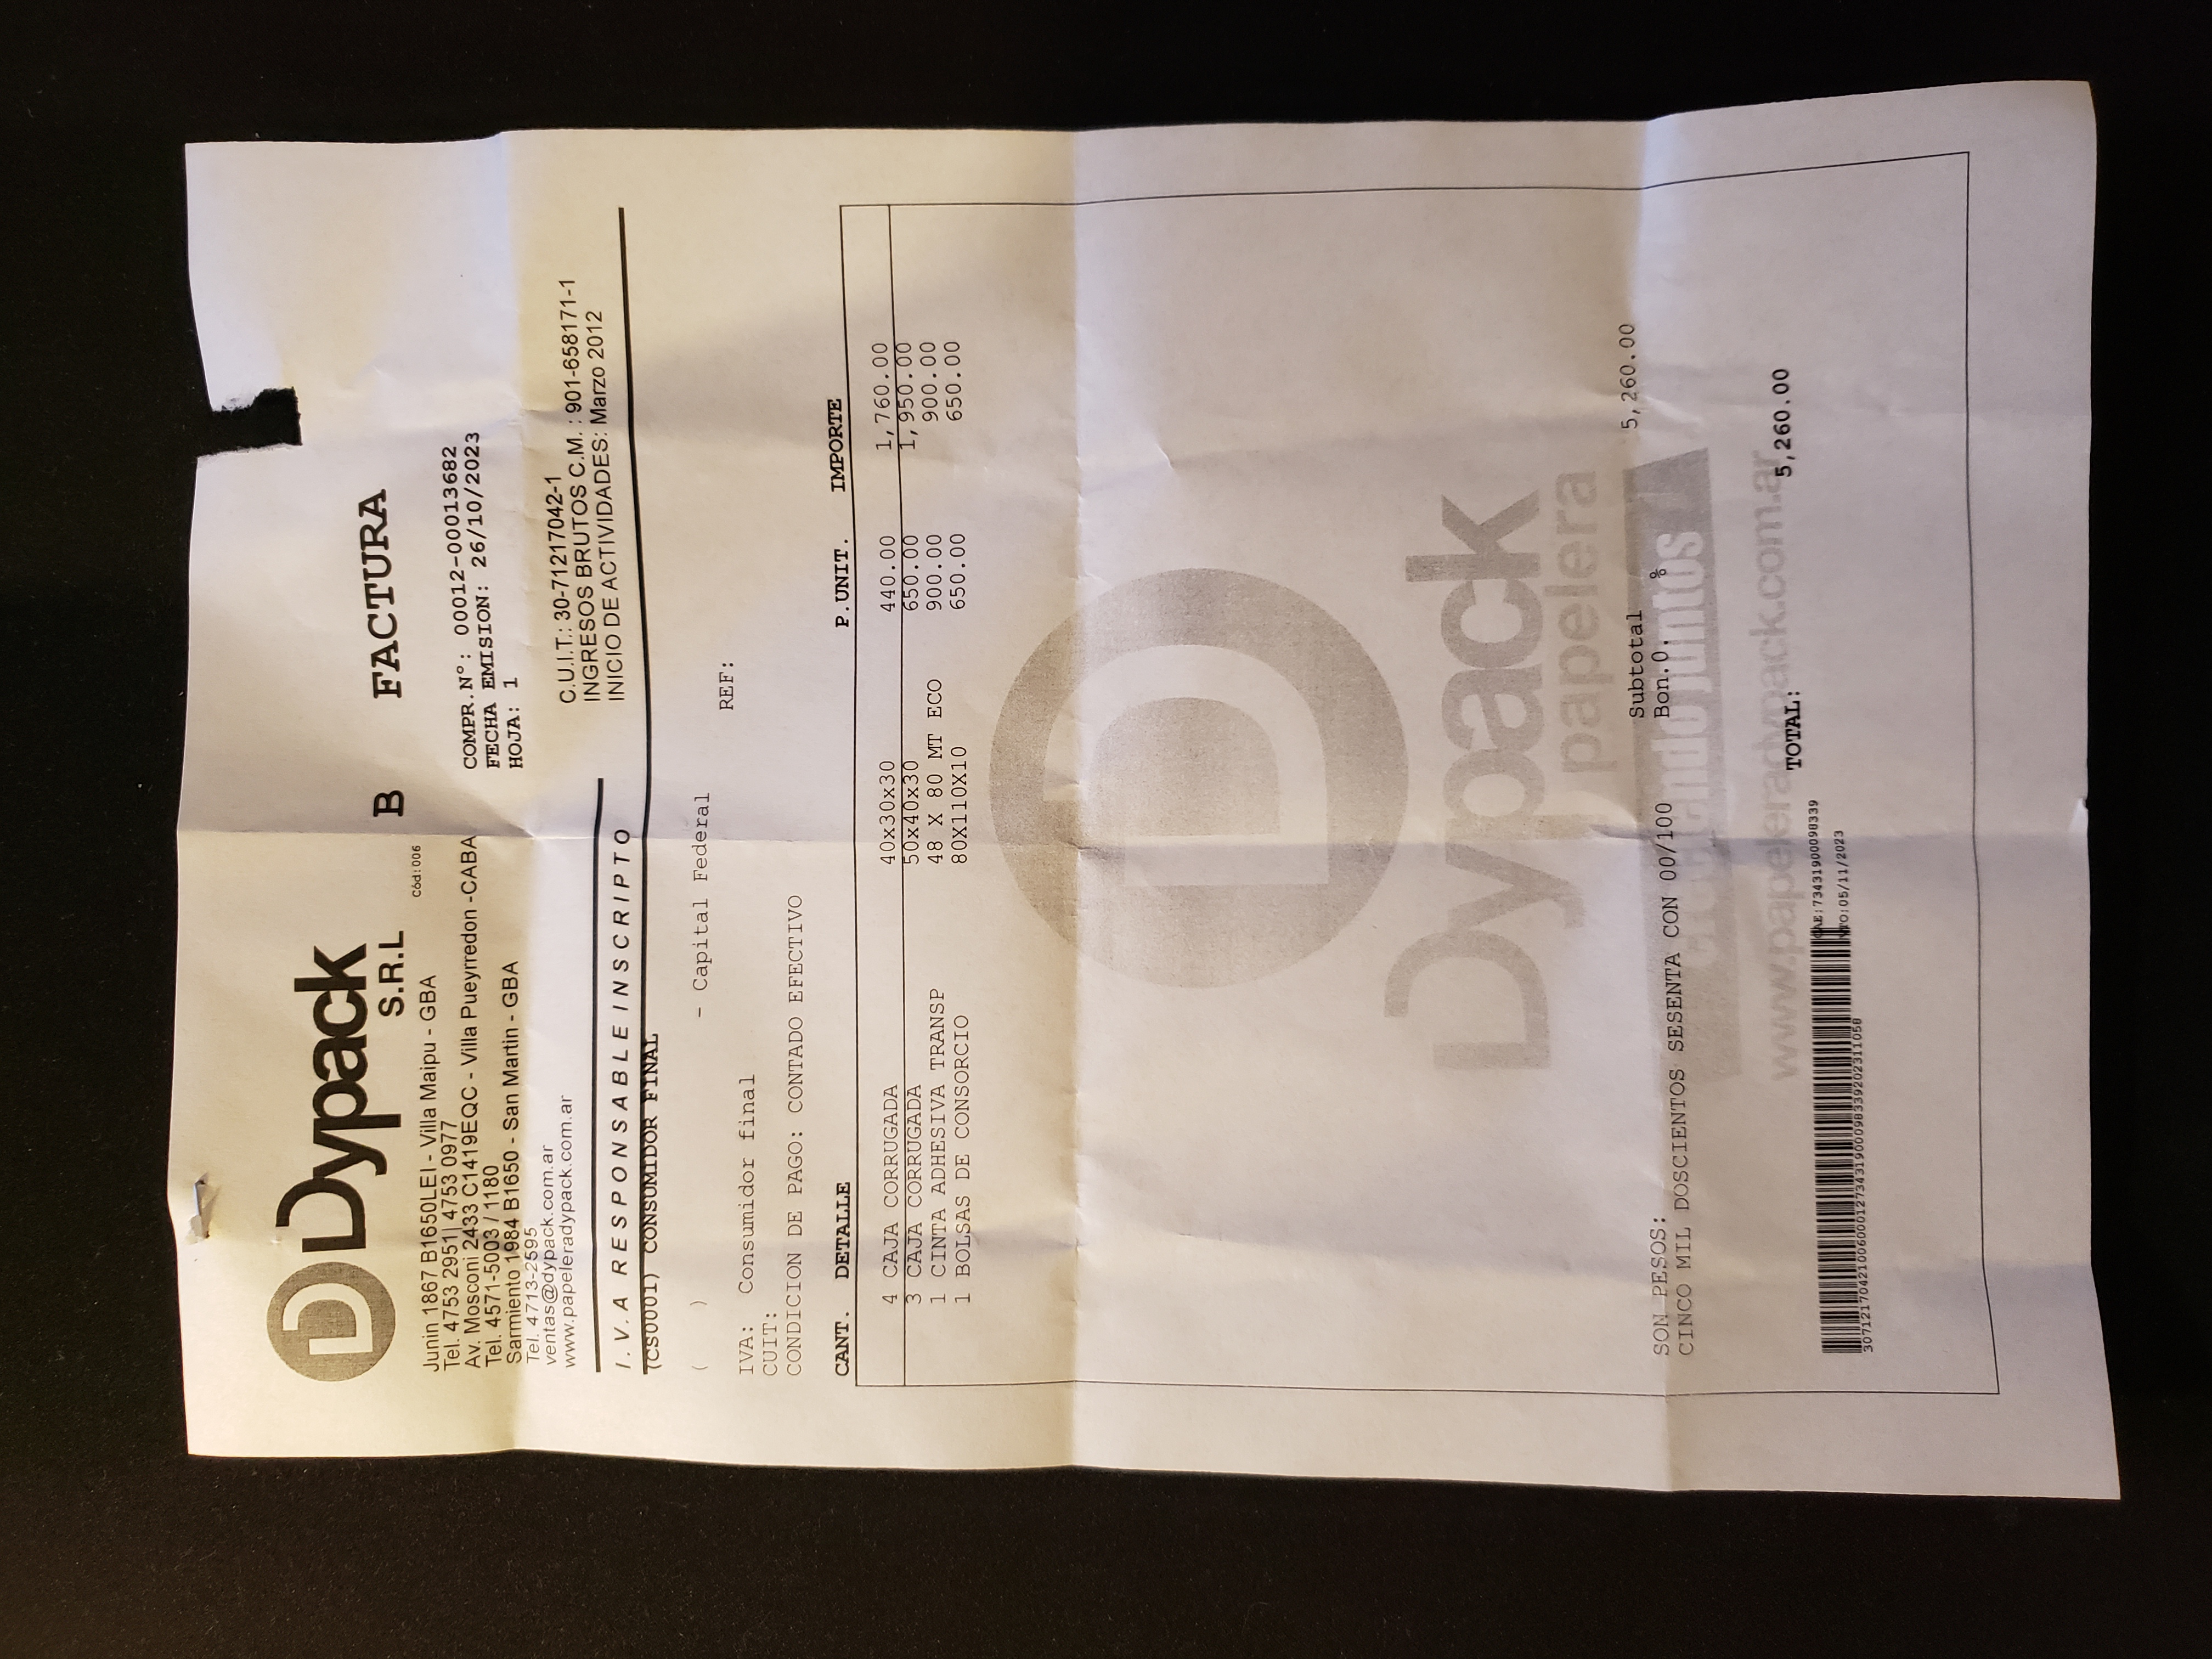 Dypack
S.R.L
Cód:006
Junin 1867 B1650LEI - Villa Maipu - GBA
Tel. 4753 2951| 4753 0977
Av. Mosconi 2433 C1419EQC - Villa Pueyrredon -CABA
Tel. 4571-5003 / 1180
Sarmiento 1984 B1650 - San Martin - GBA
Tel. 4713-2595
ventas@dypack.com.ar
www.papeleradypack.com.ar
I.V.A RESPONSABLE INSCRIPTO
B FACTURA
COMPR.Nº: 00012-00013682
FECHA EMISION: 26/10/2023
HOJA: 1
C.U.I.T.: 30-71217042-1
INGRESOS BRUTOS C.M. : 901-658171-1
INICIO DE ACTIVIDADES: Marzo 2012
(CS0001) CONSUMIDOR FINAL
( ) - Capital Federal
REF:
IVA: Consumidor final
CUIT:
CONDICION DE PAGO: CONTADO EFECTIVO
CANT. DETALLE P.UNIT. IMPORTE
4 CAJA CORRUGADA 40x30x30 440.00 1,760.00
3 CAJA CORRUGADA 50x40x30 650.00 1,950.00
1 CINTA ADHESIVA TRANSP 48 X 80 MT ECO 900.00 900.00
1 BOLSAS DE CONSORCIO 80X110X10 650.00 650.00
Dypack
papelera
creciendo juntos
www.papeleradypack.com.ar
Subtotal 5,260.00
Bon.0. %
SON PESOS:
CINCO MIL DOSCIENTOS SESENTA CON 00/100
TOTAL: 5,260.00
CAE:73431900098339
VTO:05/11/2023
307121704210060001273431900098339202311058